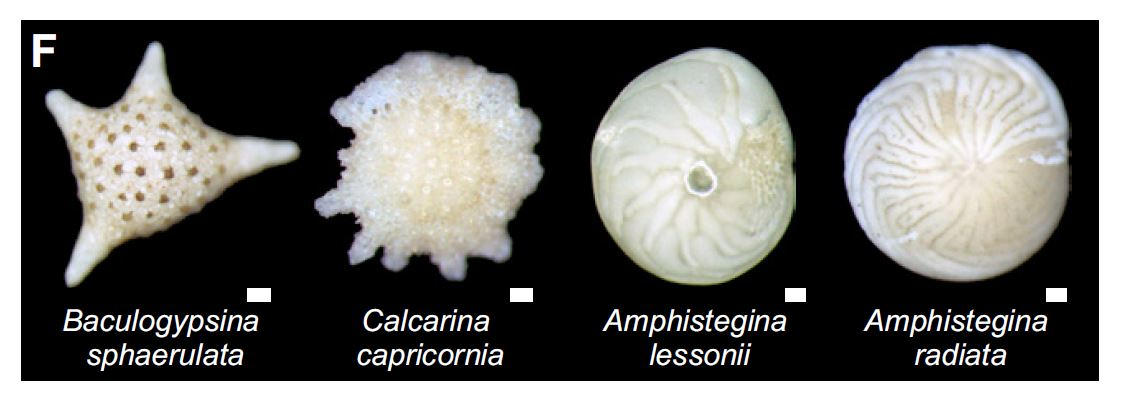 F
Baculogypsina
sphaerulata
Calcarina
capricornia
Amphistegina
lessonii
Amphistegina
radiata